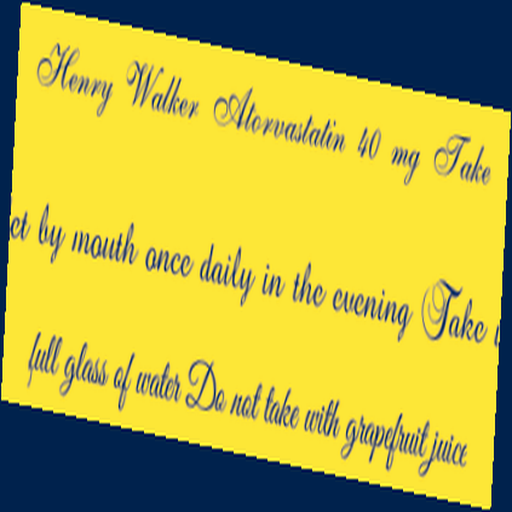 Henry Walker Atorvastatin 40 mg Take
by mouth once daily in the evening Take
full glass of water Do not take with grapefruit juice